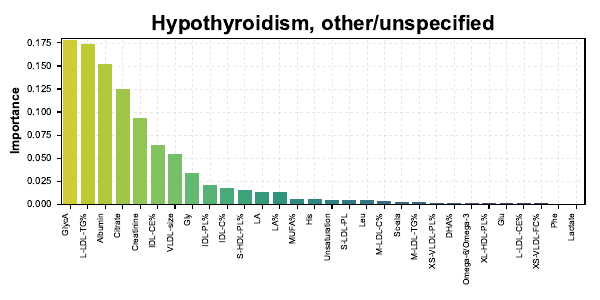 Hypothyroidism, other/unspecified
Importance
0.175
0.150
0.125
0.100
0.075
0.050
0.025
0.000
GlycA
L-LDL-TG%
Albumin
Citrate
Creatinine
IDL-CE%
VLDL-size
Gly
IDL-PL%
IDL-C%
S-HDL-PL%
LA
LA%
MUFA%
His
Unsaturation
S-LDL-PL
Leu
M-LDL-C%
M-LDL-TG%
XS-VLDL-PL%
DHA%
Omega-6/Omega-3
XL-HDL-PL%
Glu
L-LDL-CE%
XS-VLDL-FC%
Phe
Lactate